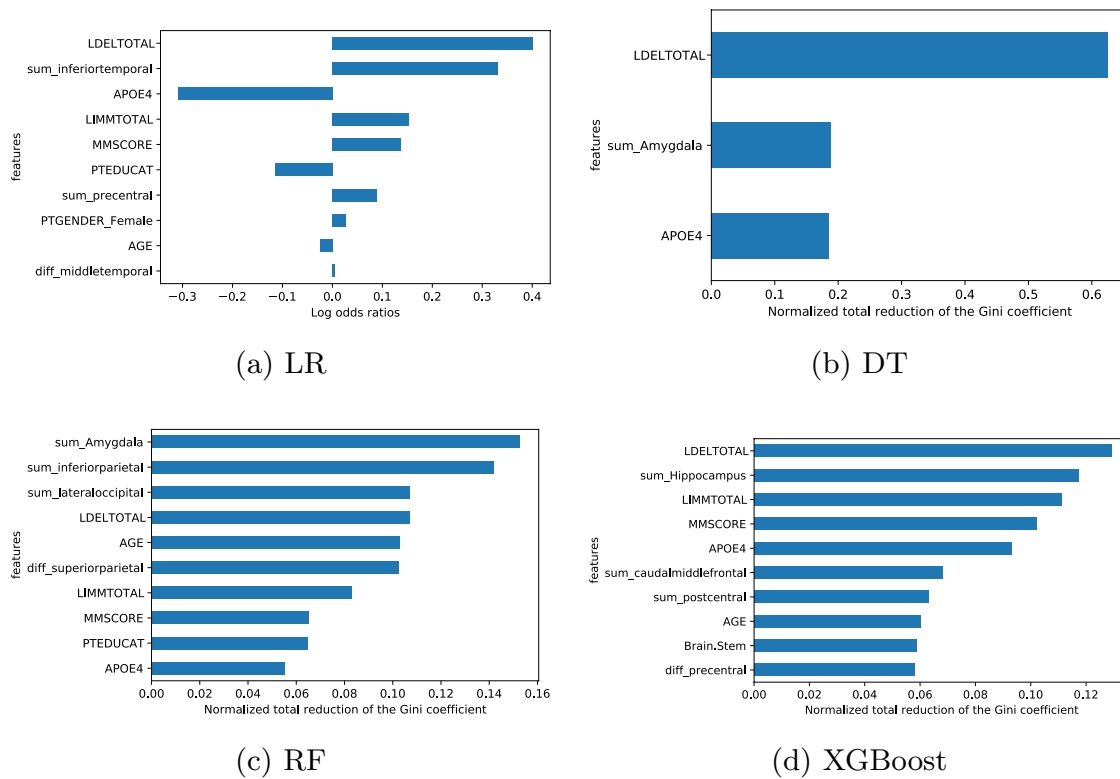 LDELTOTAL
sum_inferiortemporal
APOE4
LIMMTOTAL
MMSCORE
PTEDUCAT
sum_precentral
PTGENDER_Female
AGE
diff_middletemporal
features
−0.3 −0.2 −0.1 0.0 0.1 0.2 0.3 0.4
Log odds ratios
(a) LR
LDELTOTAL
sum_Amygdala
APOE4
features
0.0 0.1 0.2 0.3 0.4 0.5 0.6
Normalized total reduction of the Gini coefficient
(b) DT
sum_Amygdala
sum_inferiorparietal
sum_lateraloccipital
LDELTOTAL
AGE
diff_superiorparietal
LIMMTOTAL
MMSCORE
PTEDUCAT
APOE4
features
0.00 0.02 0.04 0.06 0.08 0.10 0.12 0.14 0.16
Normalized total reduction of the Gini coefficient
(c) RF
LDELTOTAL
sum_Hippocampus
LIMMTOTAL
MMSCORE
APOE4
sum_caudalmiddlefrontal
sum_postcentral
AGE
Brain.Stem
diff_precentral
features
0.00 0.02 0.04 0.06 0.08 0.10 0.12
Normalized total reduction of the Gini coefficient
(d) XGBoost